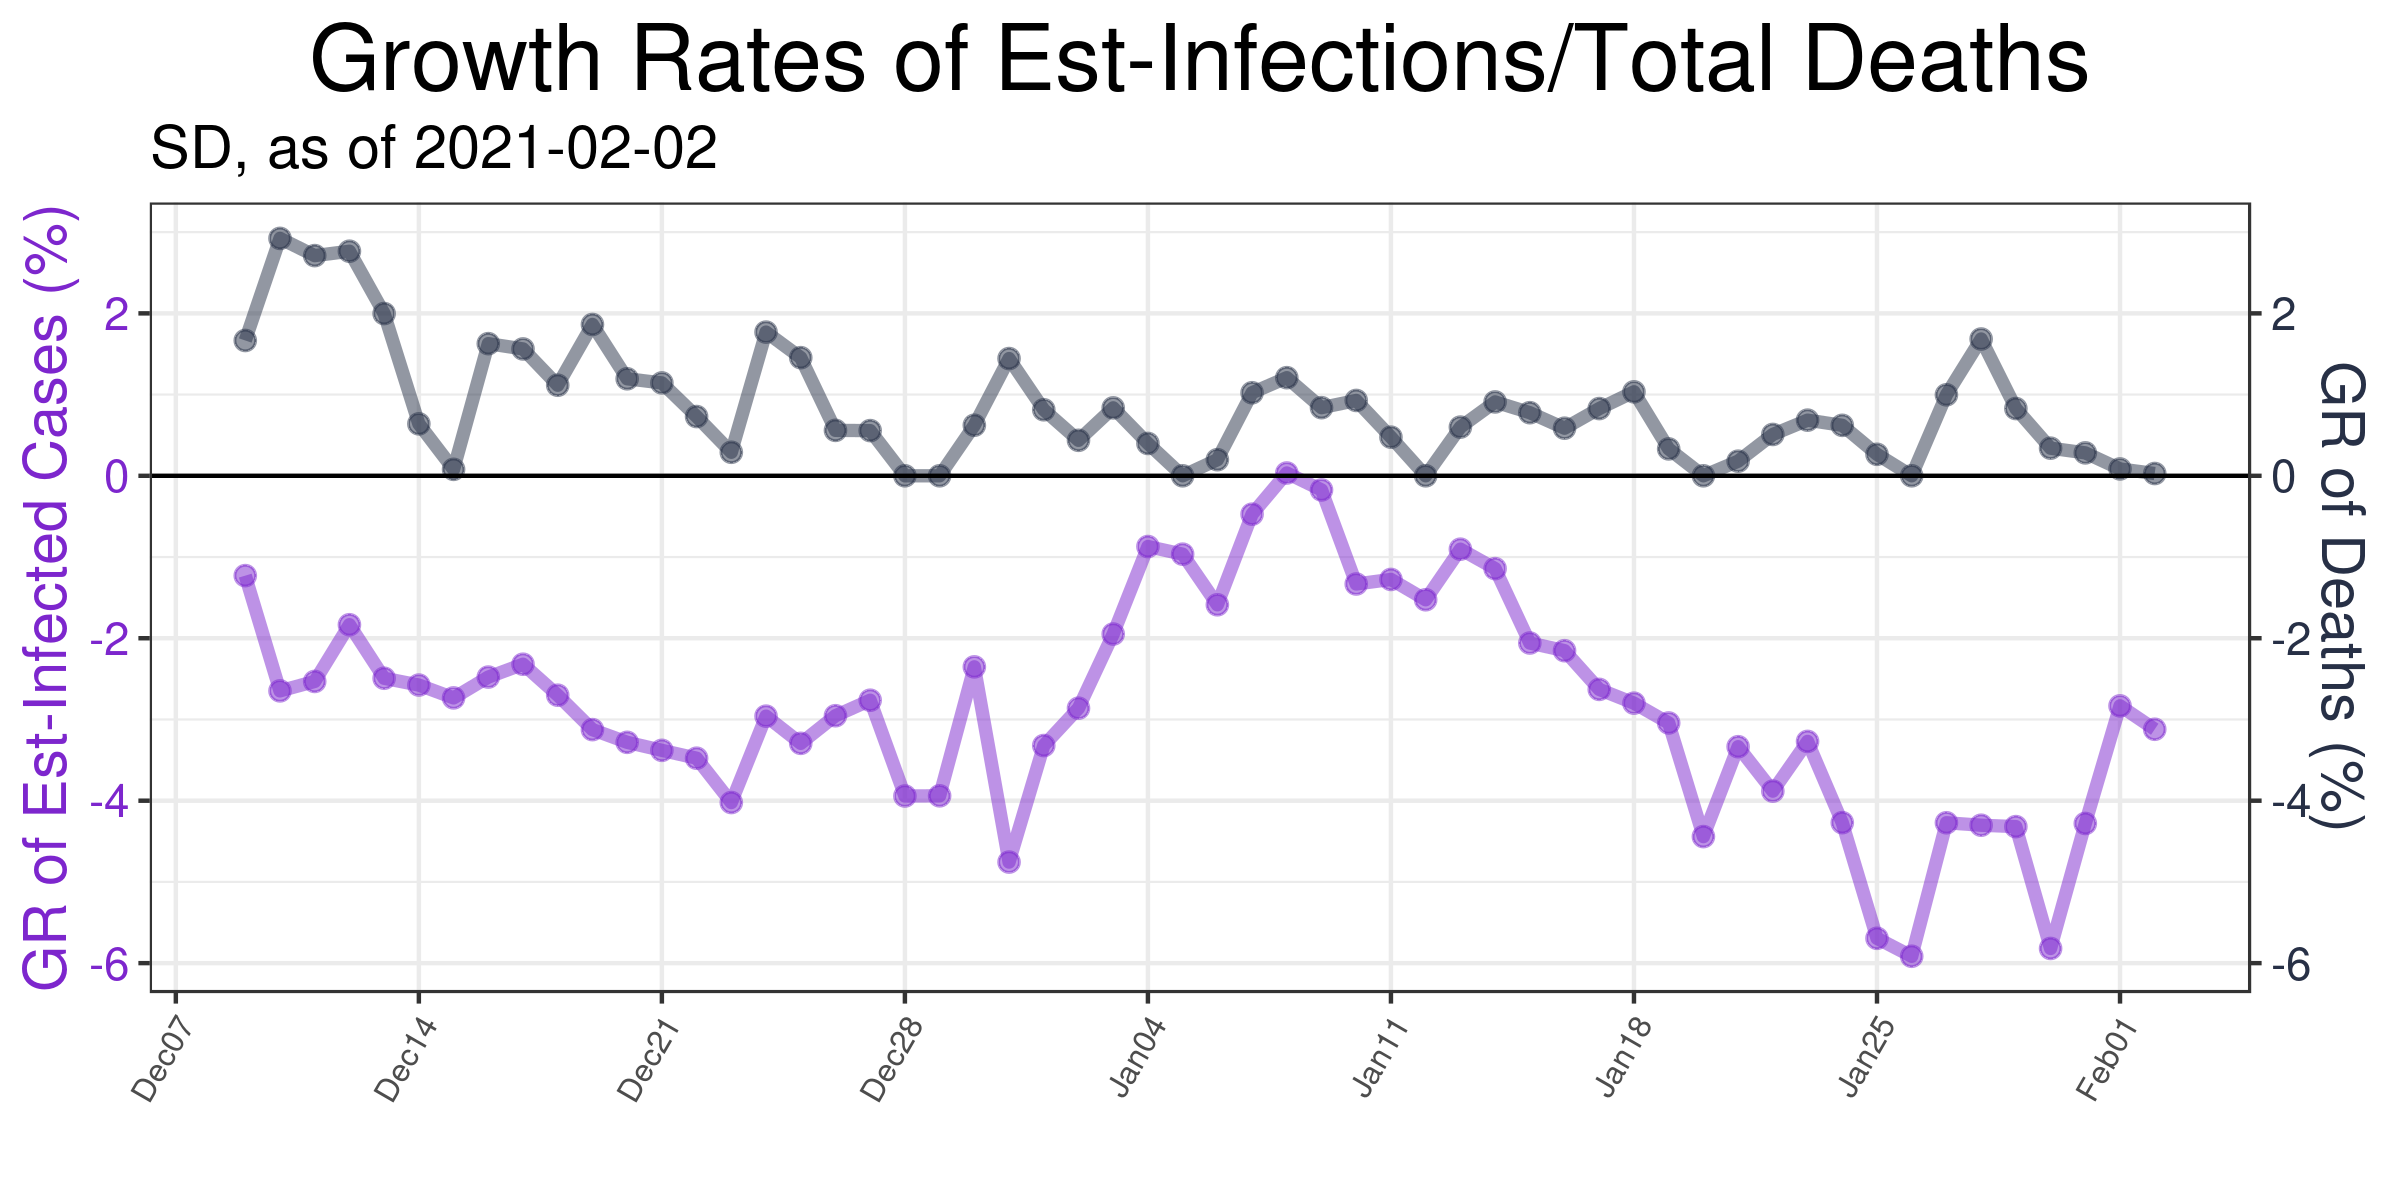 Growth Rates of Est-Infections/Total Deaths
SD, as of 2021-02-02
GR of Est-Infected Cases (%)
2
0
-2
-4
-6
2
0
-2
-4
-6
GR of Deaths (%)
Dec07
Dec14
Dec21
Dec28
Jan04
Jan11
Jan18
Jan25
Feb01